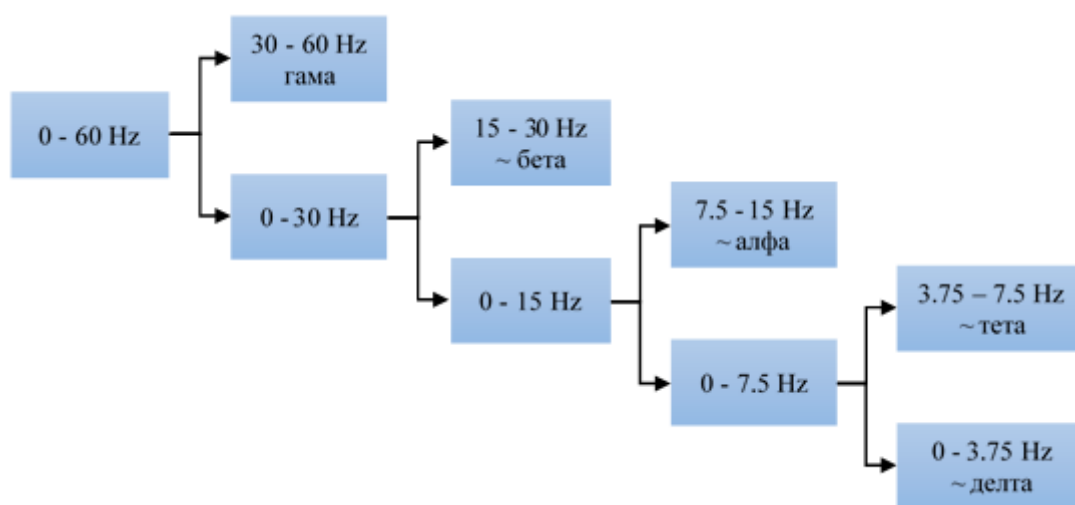 0 - 60 Hz
30 - 60 Hz
гама
0 - 30 Hz
15 - 30 Hz
~ бета
0 - 15 Hz
7.5 - 15 Hz
~ алфа
0 - 7.5 Hz
3.75 – 7.5 Hz
~ тета
0 - 3.75 Hz
~ делта